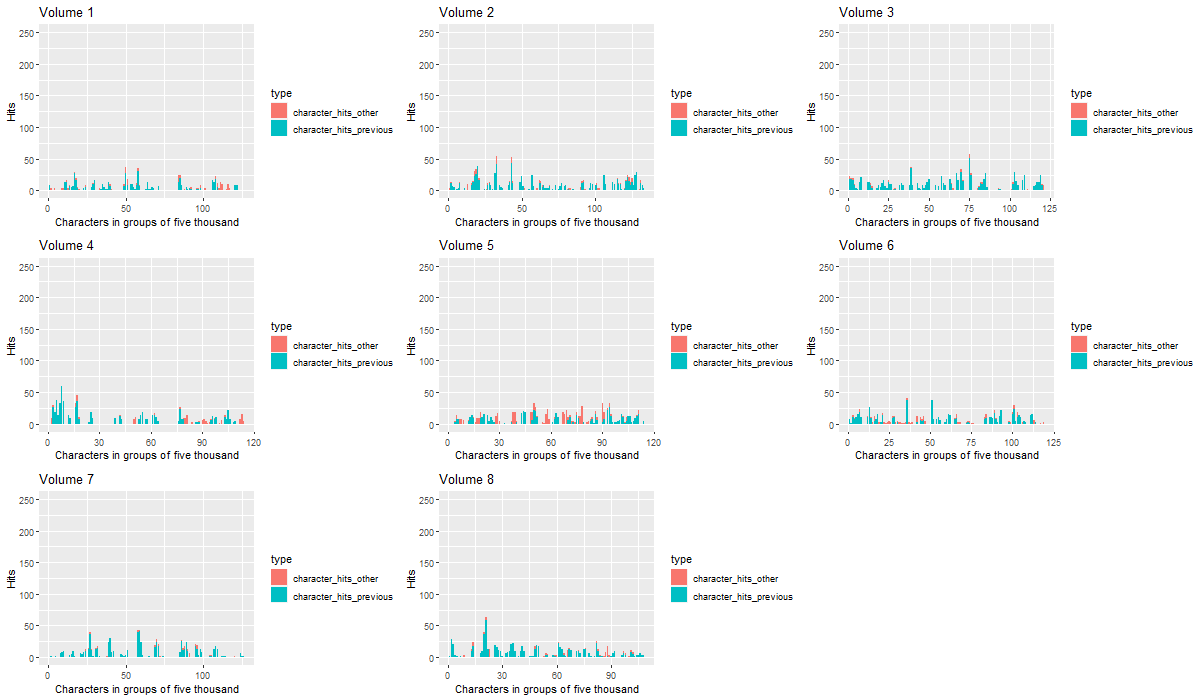 Volume 1
250
200
150
100
50
0
Hits
0 50 100
Characters in groups of five thousand
type
character_hits_other
character_hits_previous
Volume 2
250
200
150
100
50
0
Hits
0 50 100
Characters in groups of five thousand
type
character_hits_other
character_hits_previous
Volume 3
250
200
150
100
50
0
Hits
0 25 50 75 100 125
Characters in groups of five thousand
type
character_hits_other
character_hits_previous
Volume 4
250
200
150
100
50
0
Hits
0 30 60 90 120
Characters in groups of five thousand
type
character_hits_other
character_hits_previous
Volume 5
250
200
150
100
50
0
Hits
0 30 60 90 120
Characters in groups of five thousand
type
character_hits_other
character_hits_previous
Volume 6
250
200
150
100
50
0
Hits
0 25 50 75 100 125
Characters in groups of five thousand
type
character_hits_other
character_hits_previous
Volume 7
250
200
150
100
50
0
Hits
0 50 100
Characters in groups of five thousand
type
character_hits_other
character_hits_previous
Volume 8
250
200
150
100
50
0
Hits
0 30 60 90
Characters in groups of five thousand
type
character_hits_other
character_hits_previous